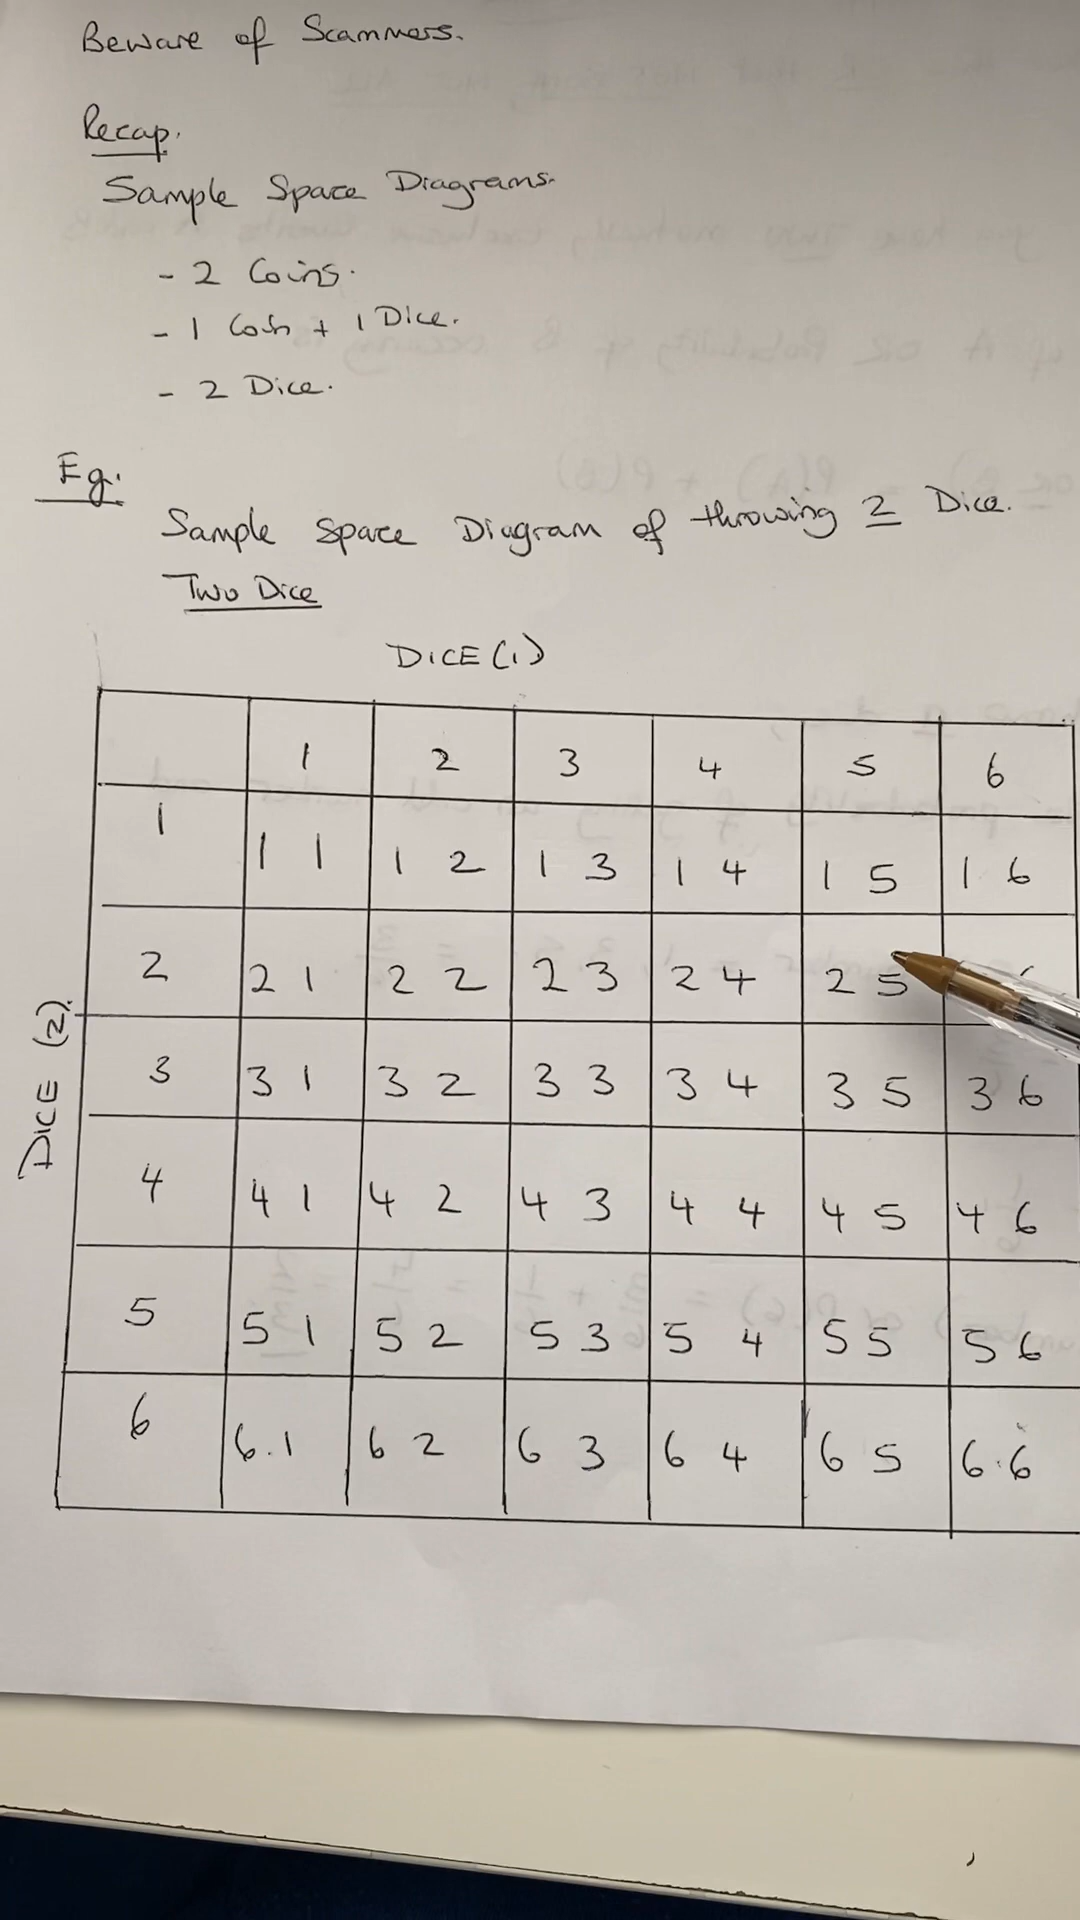 Beware of Scammers.
Recap.
Sample Space Diagrams.
- 2 Coins.
- 1 Coin + 1 Dice.
- 2 Dice.
Eg:
Sample Space Diagram of throwing 2 Dice.
Two Dice
DICE (1)
1 2 3 4 5 6
1 1 1 1 2 1 3 1 4 1 5 1 6
2 2 1 2 2 2 3 2 4 2 5
3 3 1 3 2 3 3 3 4 3 5 3 6
4 4 1 4 2 4 3 4 4 4 5 4 6
5 5 1 5 2 5 3 5 4 5 5 5 6
6 6.1 6 2 6 3 6 4 6 5 6.6
DICE (2)